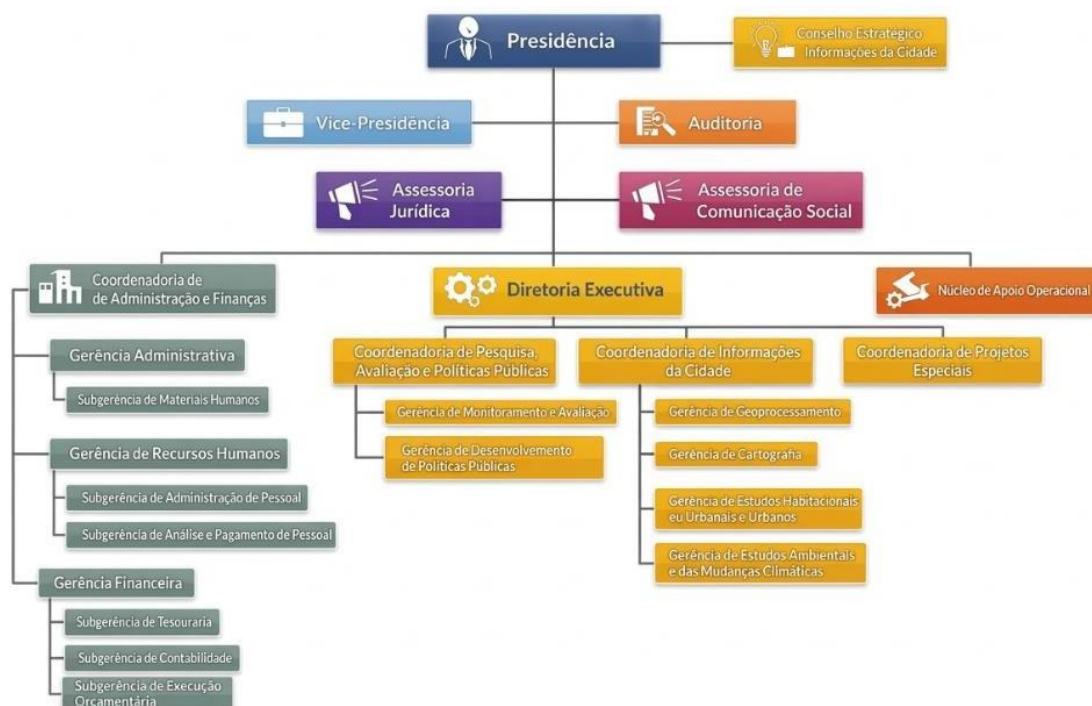 Presidência
Conselho Estratégico
Informações da Cidade
Vice-Presidência
Auditoria
Assessoria
Jurídica
Assessoria de
Comunicação Social
Coordenadoria de
de Administração e Finanças
Diretoria Executiva
Núcleo de Apoio Operacional
Gerência Administrativa
Subgerência de Materiais Humanos
Gerência de Recursos Humanos
Subgerência de Administração de Pessoal
Subgerência de Análise e Pagamento de Pessoal
Gerência Financeira
Subgerência de Tesouraria
Subgerência de Contabilidade
Subgerência de Execução
Orçamentária
Coordenadoria de Pesquisa,
Avaliação e Políticas Públicas
Gerência de Monitoramento e Avaliação
Gerência de Desenvolvimento
de Políticas Públicas
Coordenadoria de Informações
da Cidade
Gerência de Geoprocessamento
Gerência de Cartografia
Gerência de Estudos Habitacionais
eu Urbanais e Urbanos
Gerência de Estudos Ambientais
e das Mudanças Climáticas
Coordenadoria de Projetos
Especiais